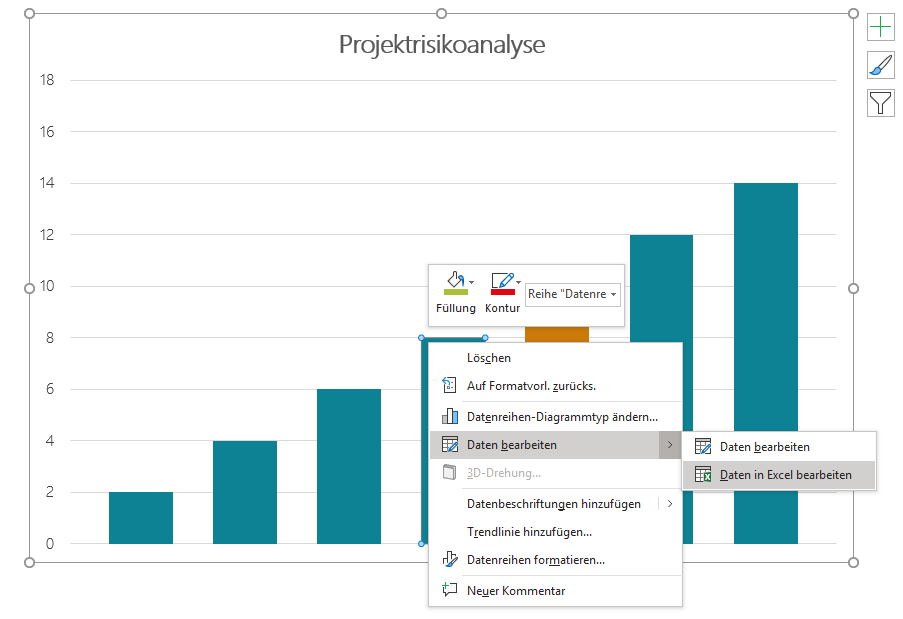 Projektrisikoanalyse
18
16
14
12
10
8
6
4
2
0
Füllung
Kontur
Reihe "Datenre
Löschen
Auf Formatvorl. zurücks.
Datenreihen-Diagrammtyp ändern...
Daten bearbeiten
3D-Drehung...
Datenbeschriftungen hinzufügen
Trendlinie hinzufügen...
Datenreihen formatieren...
Neuer Kommentar
Daten bearbeiten
Daten in Excel bearbeiten